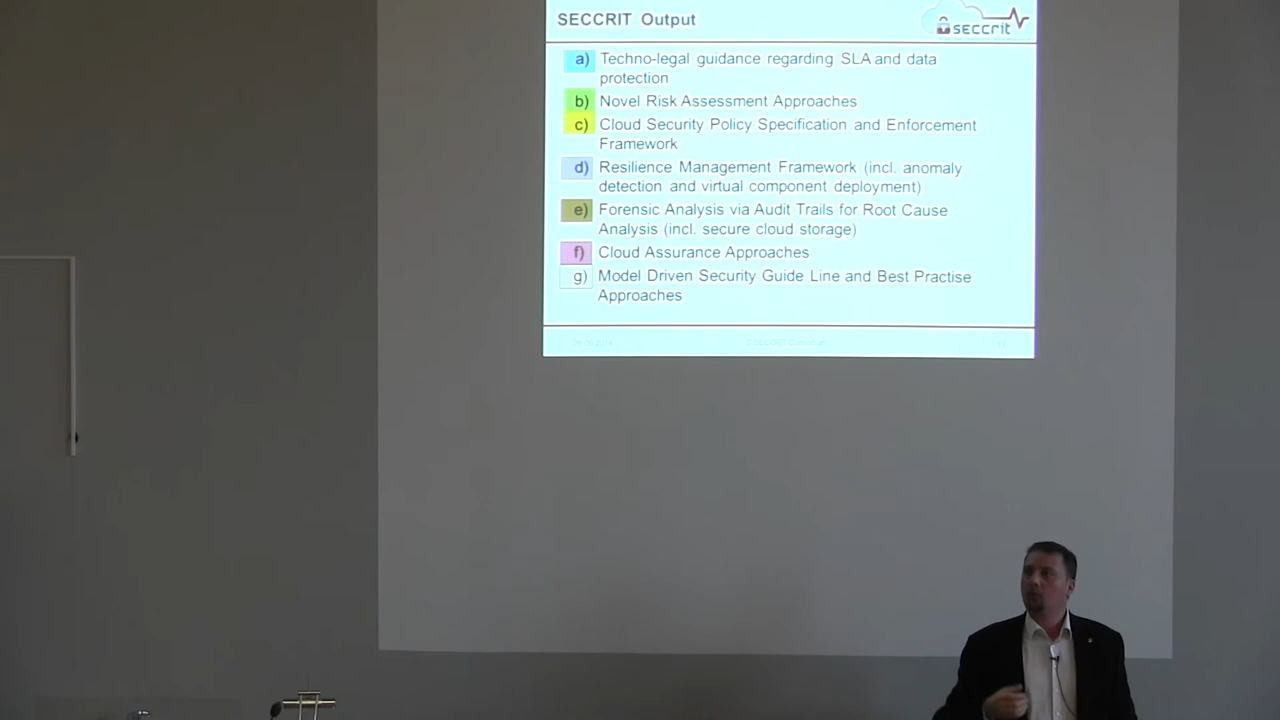 SECCRIT Output
seccrit
a) Techno-legal guidance regarding SLA and data
protection
b) Novel Risk Assessment Approaches
c) Cloud Security Policy Specification and Enforcement
Framework
d) Resilience Management Framework (incl. anomaly
detection and virtual component deployment)
e) Forensic Analysis via Audit Trails for Root Cause
Analysis (incl. secure cloud storage)
f) Cloud Assurance Approaches
g) Model Driven Security Guide Line and Best Practise
Approaches
© SECCRIT Consortium